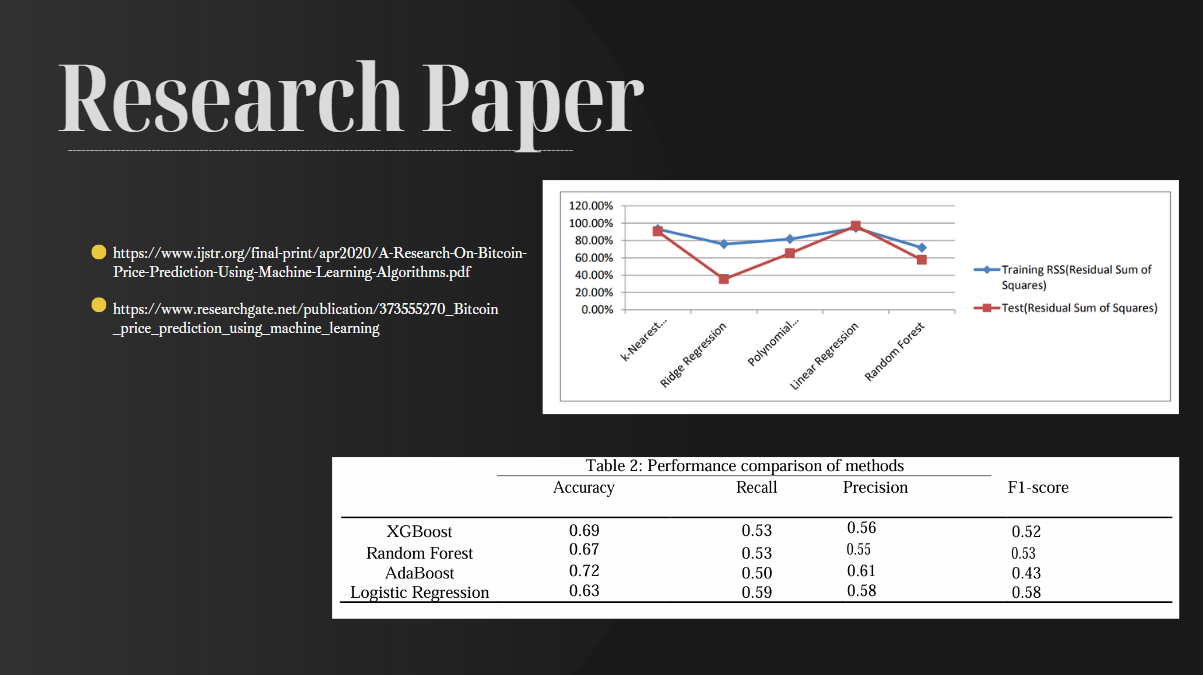 Research Paper
https://www.ijstr.org/final-print/apr2020/A-Research-On-Bitcoin-
Price-Prediction-Using-Machine-Learning-Algorithms.pdf
https://www.researchgate.net/publication/373555270_Bitcoin
_price_prediction_using_machine_learning
120.00%
100.00%
80.00%
60.00%
40.00%
20.00%
0.00%
k-Nearest...
Ridge Regression
Polynomial...
Linear Regression
Random Forest
Training RSS(Residual Sum of
Squares)
Test(Residual Sum of Squares)
Table 2: Performance comparison of methods
Accuracy Recall Precision F1-score
XGBoost 0.69 0.53 0.56 0.52
Random Forest 0.67 0.53 0.55 0.53
AdaBoost 0.72 0.50 0.61 0.43
Logistic Regression 0.63 0.59 0.58 0.58